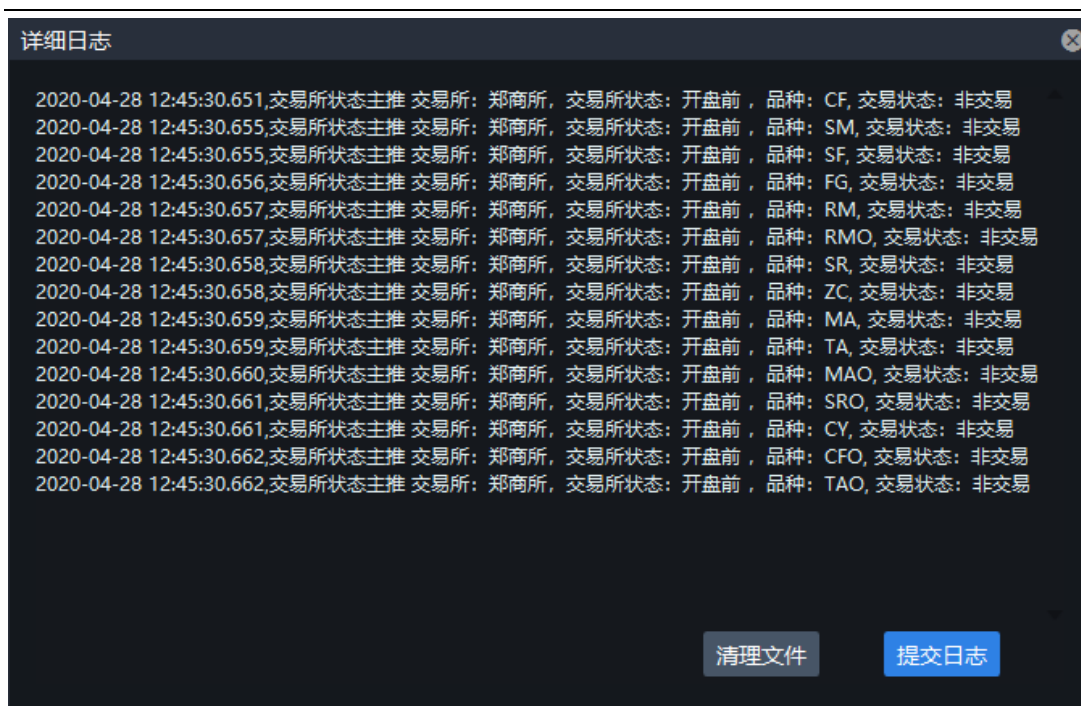 详细日志
2020-04-28 12:45:30.651,交易所状态主推 交易所：郑商所，交易所状态：开盘前 ，品种：CF, 交易状态：非交易
2020-04-28 12:45:30.655,交易所状态主推 交易所：郑商所，交易所状态：开盘前 ，品种：SM, 交易状态：非交易
2020-04-28 12:45:30.655,交易所状态主推 交易所：郑商所，交易所状态：开盘前 ，品种：SF, 交易状态：非交易
2020-04-28 12:45:30.656,交易所状态主推 交易所：郑商所，交易所状态：开盘前 ，品种：FG, 交易状态：非交易
2020-04-28 12:45:30.657,交易所状态主推 交易所：郑商所，交易所状态：开盘前 ，品种：RM, 交易状态：非交易
2020-04-28 12:45:30.657,交易所状态主推 交易所：郑商所，交易所状态：开盘前 ，品种：RMO, 交易状态：非交易
2020-04-28 12:45:30.658,交易所状态主推 交易所：郑商所，交易所状态：开盘前 ，品种：SR, 交易状态：非交易
2020-04-28 12:45:30.658,交易所状态主推 交易所：郑商所，交易所状态：开盘前 ，品种：ZC, 交易状态：非交易
2020-04-28 12:45:30.659,交易所状态主推 交易所：郑商所，交易所状态：开盘前 ，品种：MA, 交易状态：非交易
2020-04-28 12:45:30.659,交易所状态主推 交易所：郑商所，交易所状态：开盘前 ，品种：TA, 交易状态：非交易
2020-04-28 12:45:30.660,交易所状态主推 交易所：郑商所，交易所状态：开盘前 ，品种：MAO, 交易状态：非交易
2020-04-28 12:45:30.661,交易所状态主推 交易所：郑商所，交易所状态：开盘前 ，品种：SRO, 交易状态：非交易
2020-04-28 12:45:30.661,交易所状态主推 交易所：郑商所，交易所状态：开盘前 ，品种：CY, 交易状态：非交易
2020-04-28 12:45:30.662,交易所状态主推 交易所：郑商所，交易所状态：开盘前 ，品种：CFO, 交易状态：非交易
2020-04-28 12:45:30.662,交易所状态主推 交易所：郑商所，交易所状态：开盘前 ，品种：TAO, 交易状态：非交易
清理文件 提交日志